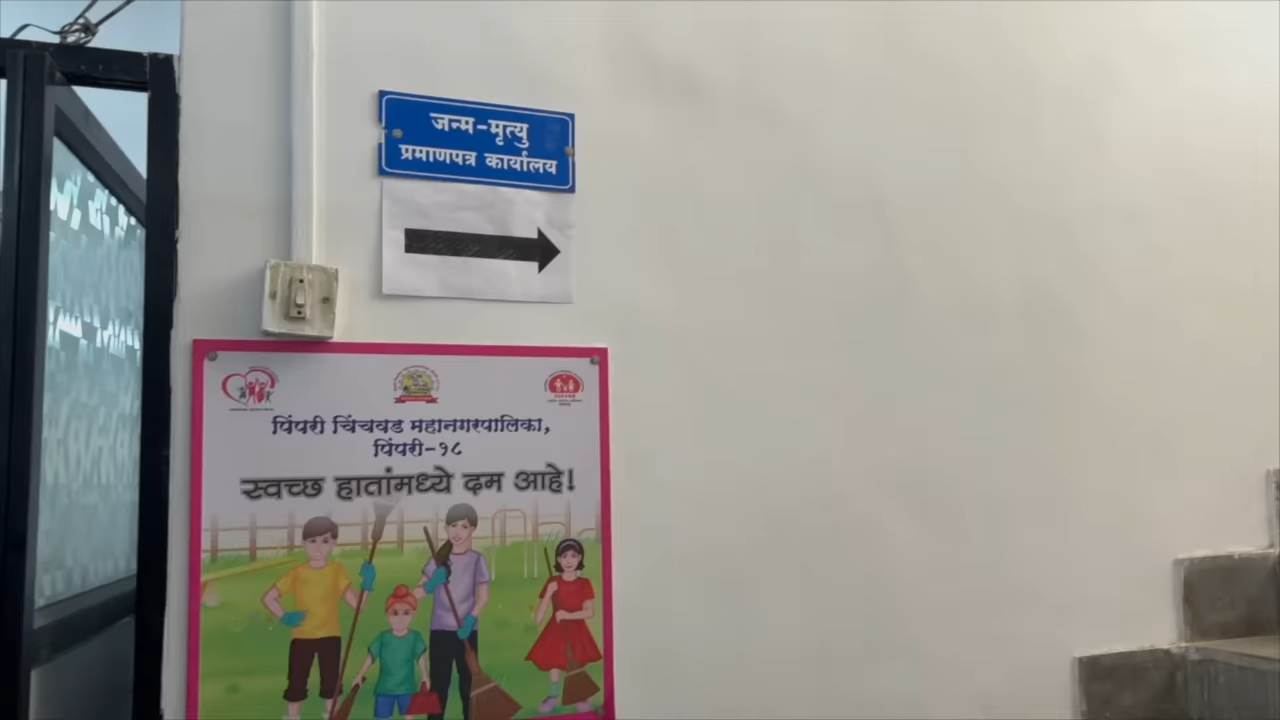 जन्म-मृत्यु
प्रमाणपत्र कार्यालय
पिंपरी चिंचवड महानगरपालिका,
पिंपरी-१८
स्वच्छ हातांमध्ये दम आहे!